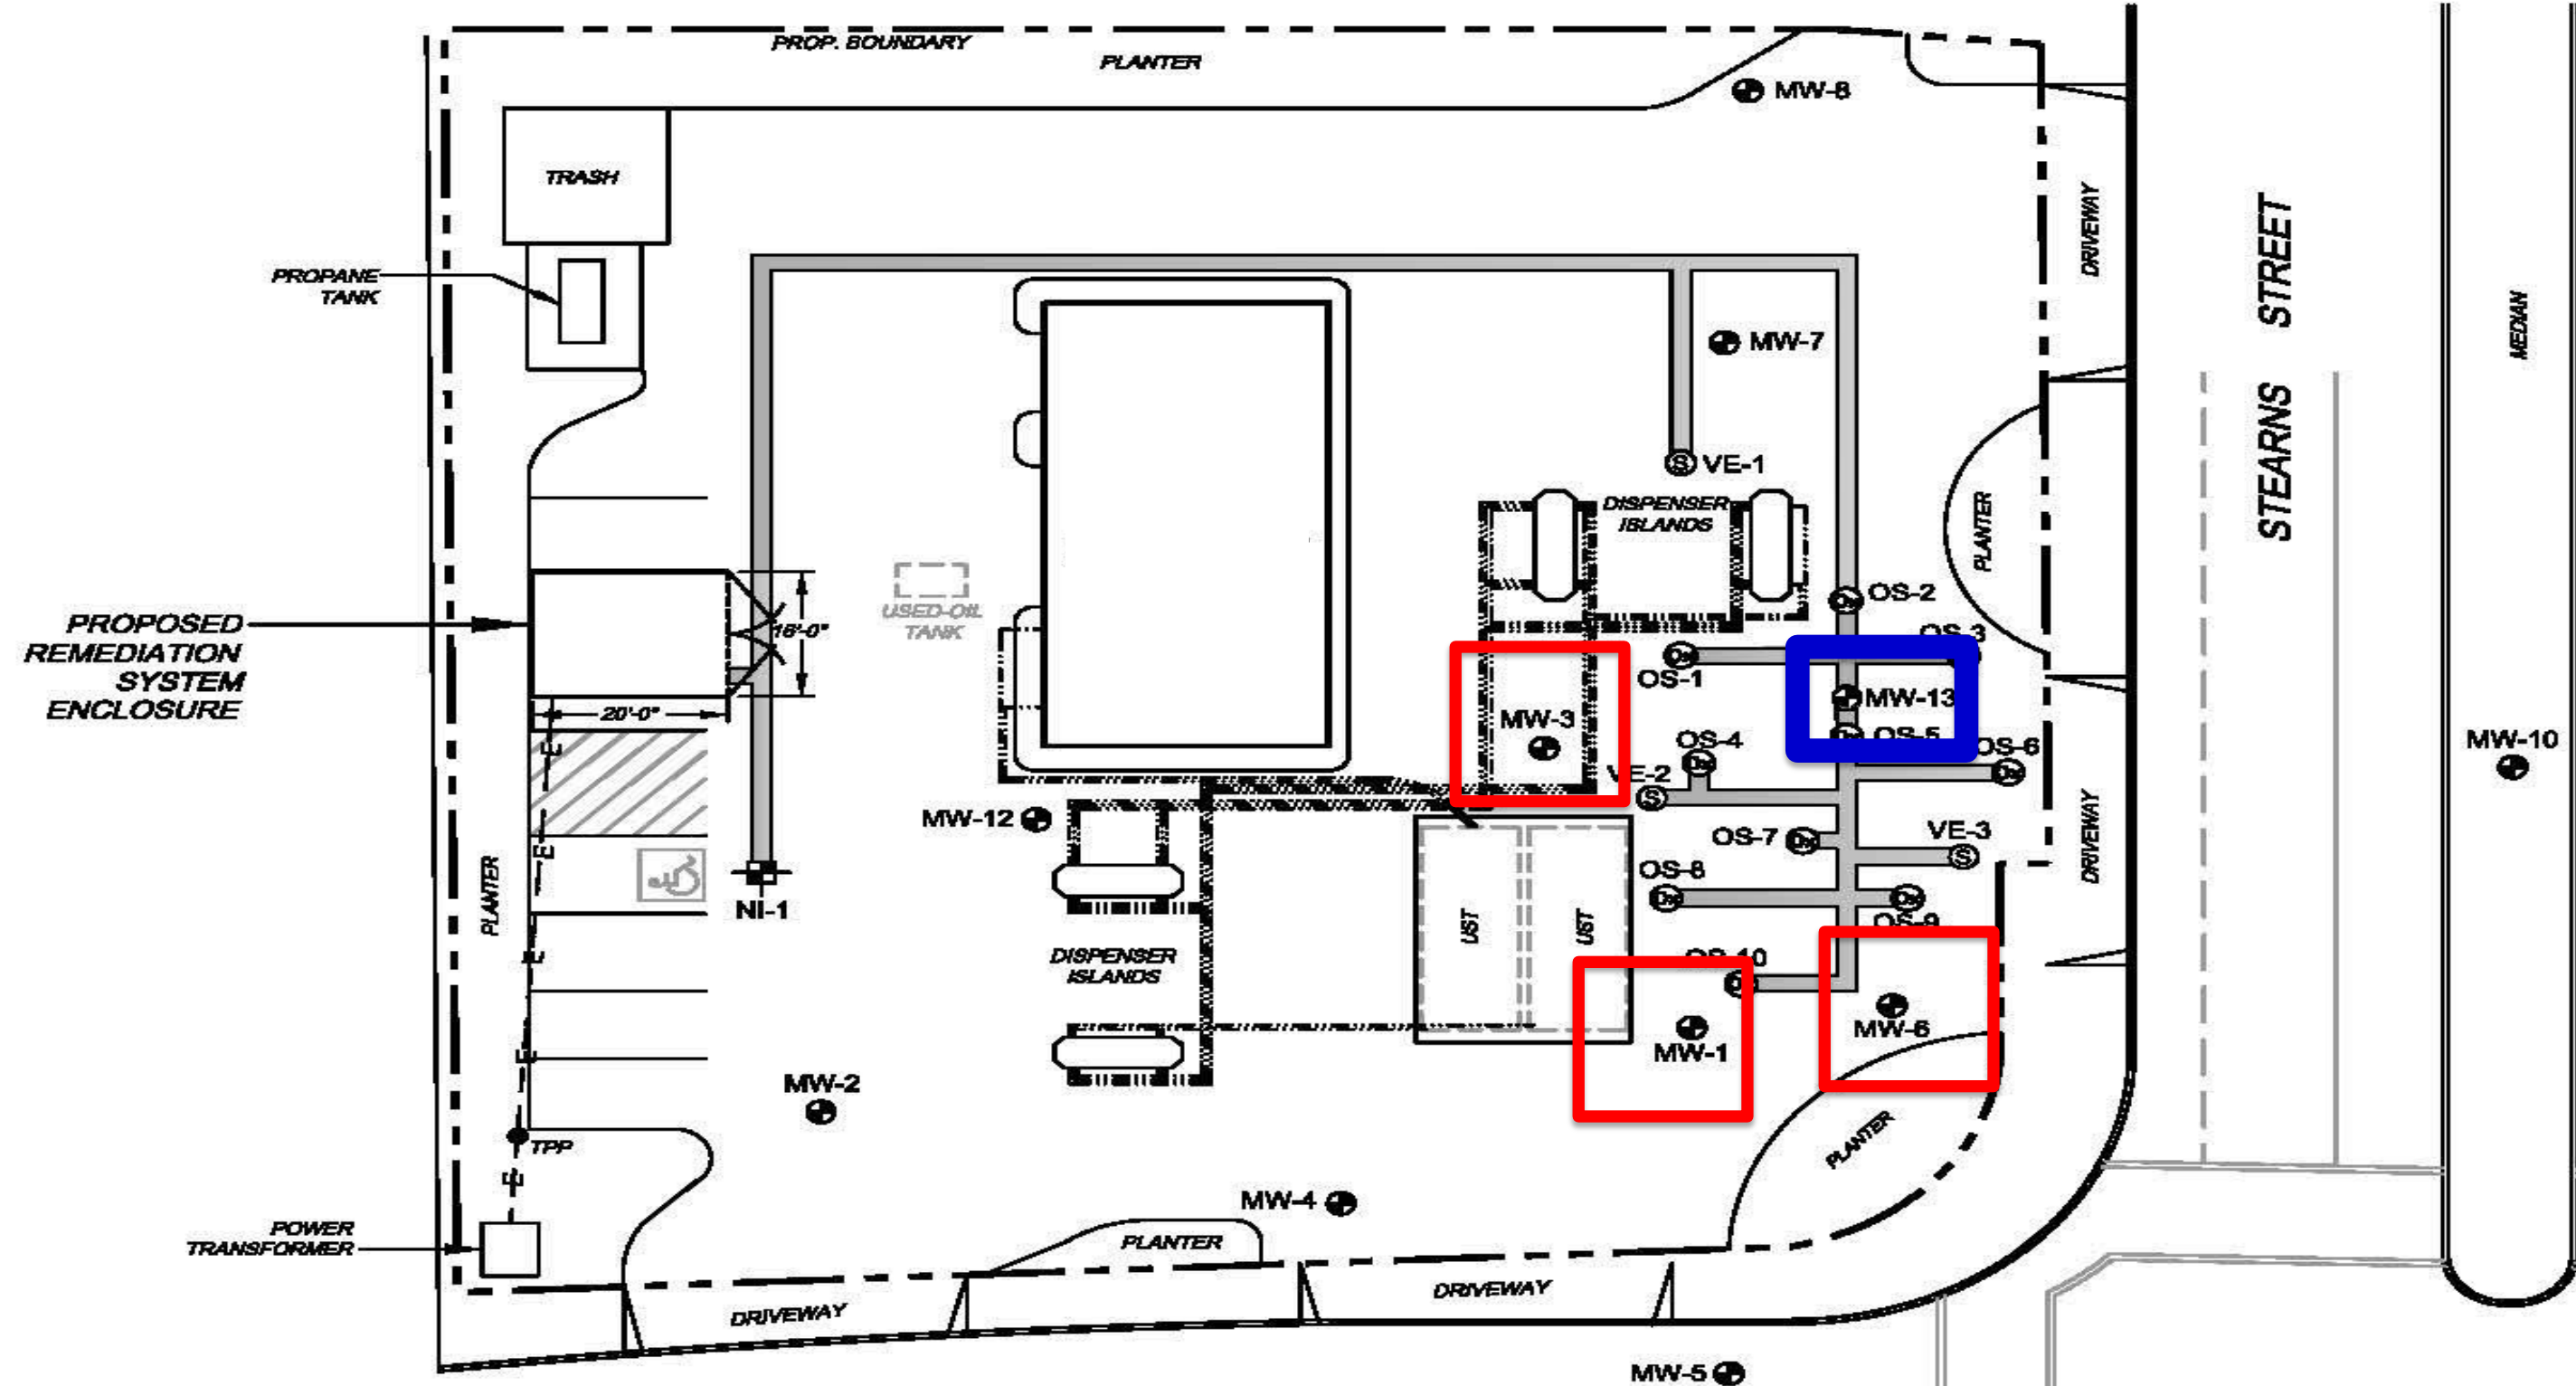 PROP. BOUNDARY
PLANTER
MW-8
TRASH
PROPANE
TANK
DRIVEWAY
STEARNS STREET
MEDIAN
MW-7
VE-1
DISPENSER
ISLANDS
PLANTER
PROPOSED
REMEDIATION
SYSTEM
ENCLOSURE
16'-0"
20'-0"
USED-OIL
TANK
OS-2
OS-3
OS-1
MW-13
MW-3
OS-4
OS-5
OS-6
MW-10
VE-2
MW-12
OS-7
VE-3
OS-8
DRIVEWAY
PLANTER
E
E
NI-1
UST
UST
OS-9
DISPENSER
ISLANDS
OS-10
E
MW-6
MW-1
E
MW-2
PLANTER
TPP
E
MW-4
POWER
TRANSFORMER
PLANTER
DRIVEWAY
DRIVEWAY
MW-5